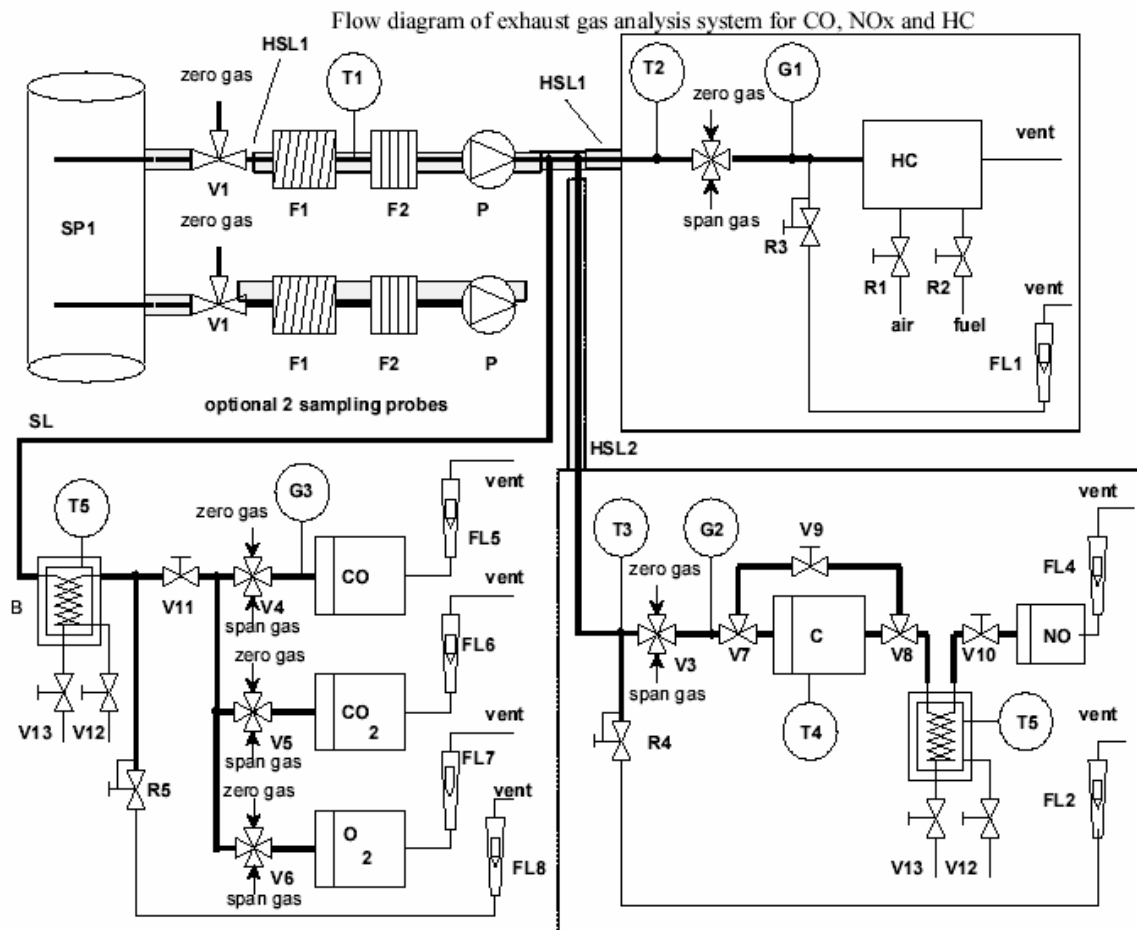 Flow diagram of exhaust gas analysis system for CO, NOx and HC
HSL1
zero gas
T1
HSL1
T2
zero gas
G1
vent
HC
V1
F1
F2
P
span gas
SP1
zero gas
R3
R1
R2
vent
air
fuel
V1
F1
F2
P
FL1
optional 2 sampling probes
SL
HSL2
vent
T5
G3
zero gas
FL5
vent
CO
B
V11
V4
span gas
zero gas
FL6
CO
2
V5
span gas
vent
V13
V12
R5
zero gas
FL7
vent
O
2
V6
span gas
FL8
T3
G2
V9
vent
zero gas
FL4
C
NO
V3
V7
V8
V10
span gas
R4
T4
T5
vent
FL2
V13
V12